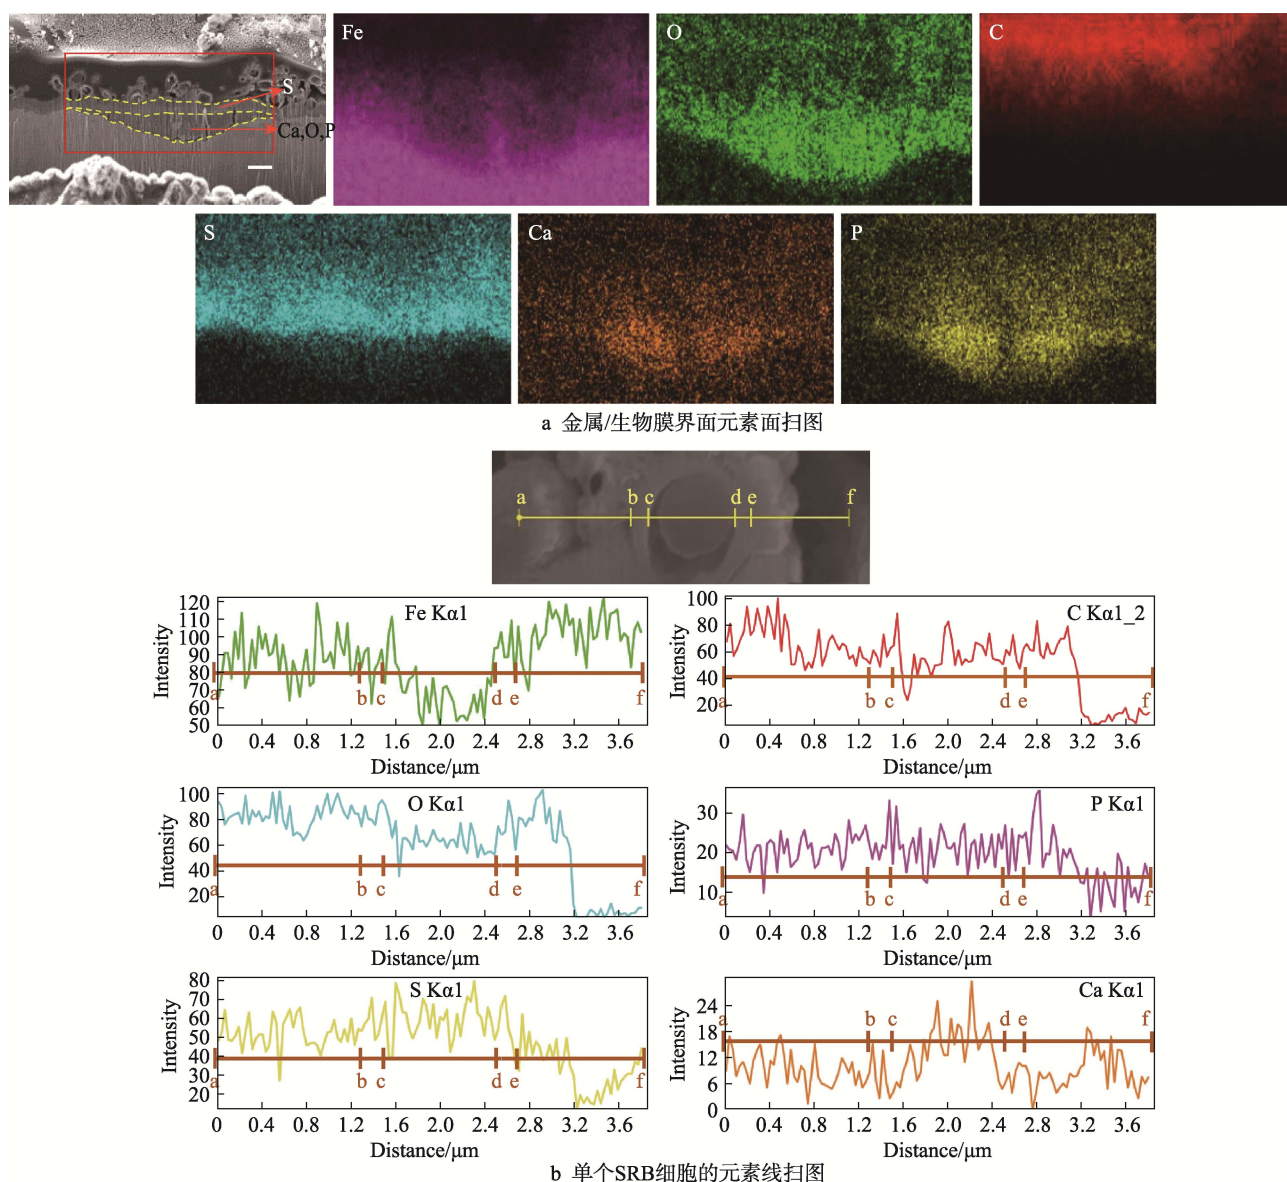 S
Ca,O,P
Fe
O
C
S
Ca
P
a 金属/生物膜界面元素面扫图
a b c d e f
Fe Kα1
Intensity
120
110
100
90
80
70
60
50
a b c d e f
0 0.4 0.8 1.2 1.6 2.0 2.4 2.8 3.2 3.6
Distance/μm
C Kα1_2
Intensity
100
80
60
40
20
a b c d e f
0 0.4 0.8 1.2 1.6 2.0 2.4 2.8 3.2 3.6
Distance/μm
O Kα1
Intensity
100
80
60
40
20
a b c d e f
0 0.4 0.8 1.2 1.6 2.0 2.4 2.8 3.2 3.6
Distance/μm
P Kα1
Intensity
30
20
10
a b c d e f
0 0.4 0.8 1.2 1.6 2.0 2.4 2.8 3.2 3.6
Distance/μm
S Kα1
Intensity
80
70
60
50
40
30
20
a b c d e f
0 0.4 0.8 1.2 1.6 2.0 2.4 2.8 3.2 3.6
Distance/μm
Ca Kα1
Intensity
24
18
12
6
0
a b c d e f
0 0.4 0.8 1.2 1.6 2.0 2.4 2.8 3.2 3.6
Distance/μm
b 单个SRB细胞的元素线扫图